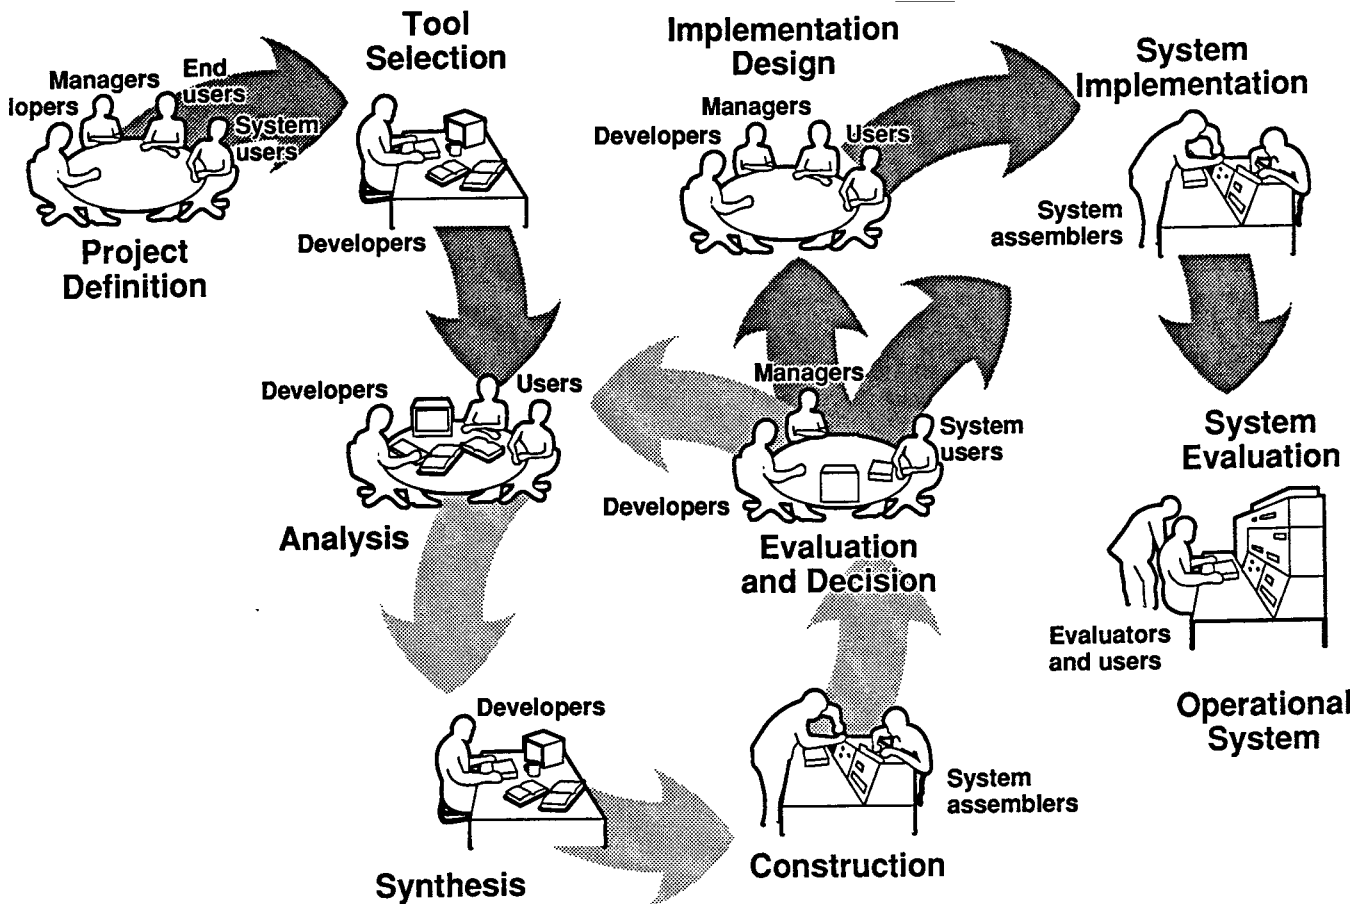 Tool
Selection
Implementation
Design
System
Implementation
Managers
End
users
lopers
System
users
Project
Definition
Developers
Managers
Developers
Users
System
assemblers
Developers
Users
Analysis
Managers
System
users
Developers
Evaluation
and Decision
System
Evaluation
Evaluators
and users
Operational
System
Developers
Synthesis
System
assemblers
Construction